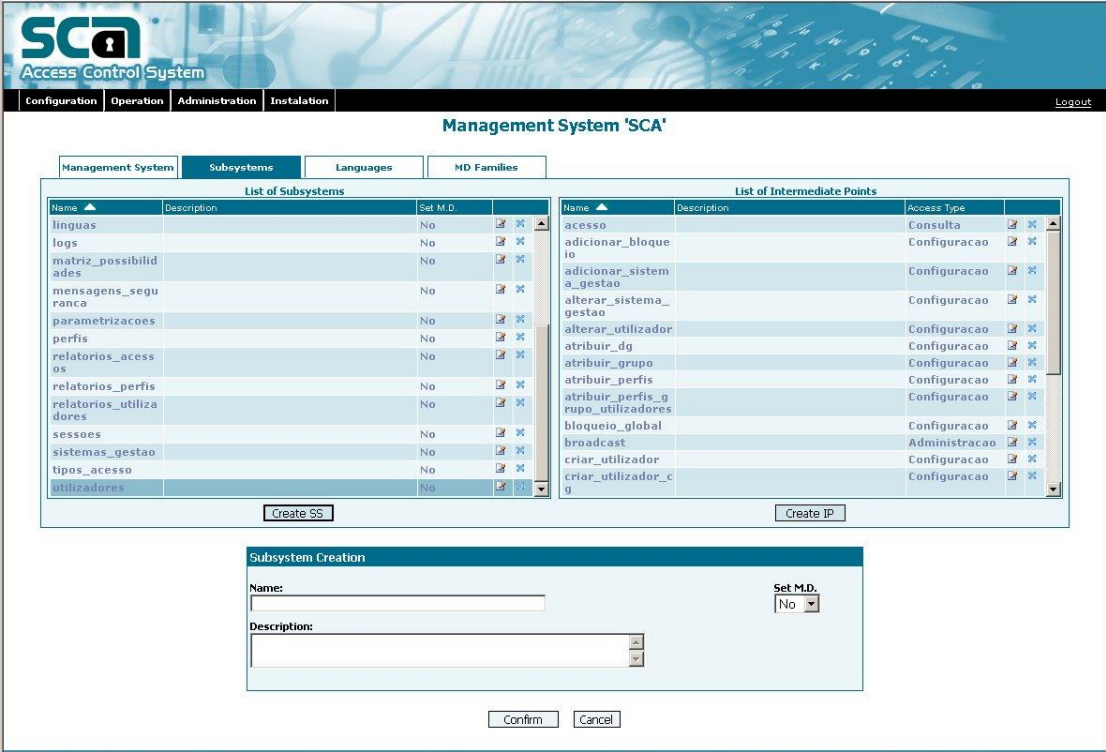 SCa
Access Control System
Configuration Operation Administration Instalation Logout
Management System 'SCA'
Management System Subsystems Languages MD Families
List of Subsystems
Name Description Set M.D.
linguas No
logs No
matriz_possibilid No
ades
mensagens_segu No
ranca
parametrizacoes No
perfis No
relatorios_acess No
os
relatorios_perfis No
relatorios_utiliza No
dores
sessoes No
sistemas_gestao No
tipos_acesso No
utilizadores No
Create SS
List of Intermediate Points
Name Description Access Type
acesso Consulta
adicionar_bloque Configuracao
io
adicionar_sistem Configuracao
a_gestao
alterar_sistema_ Configuracao
gestao
alterar_utilizador Configuracao
atribuir_dg Configuracao
atribuir_grupo Configuracao
atribuir_perfis Configuracao
atribuir_perfis_g Configuracao
rupo_utilizadores
bloqueio_global Configuracao
broadcast Administracao
criar_utilizador Configuracao
criar_utilizador_c Configuracao
g
Create IP
Subsystem Creation
Name: Set M.D.
No
Description:
Confirm Cancel